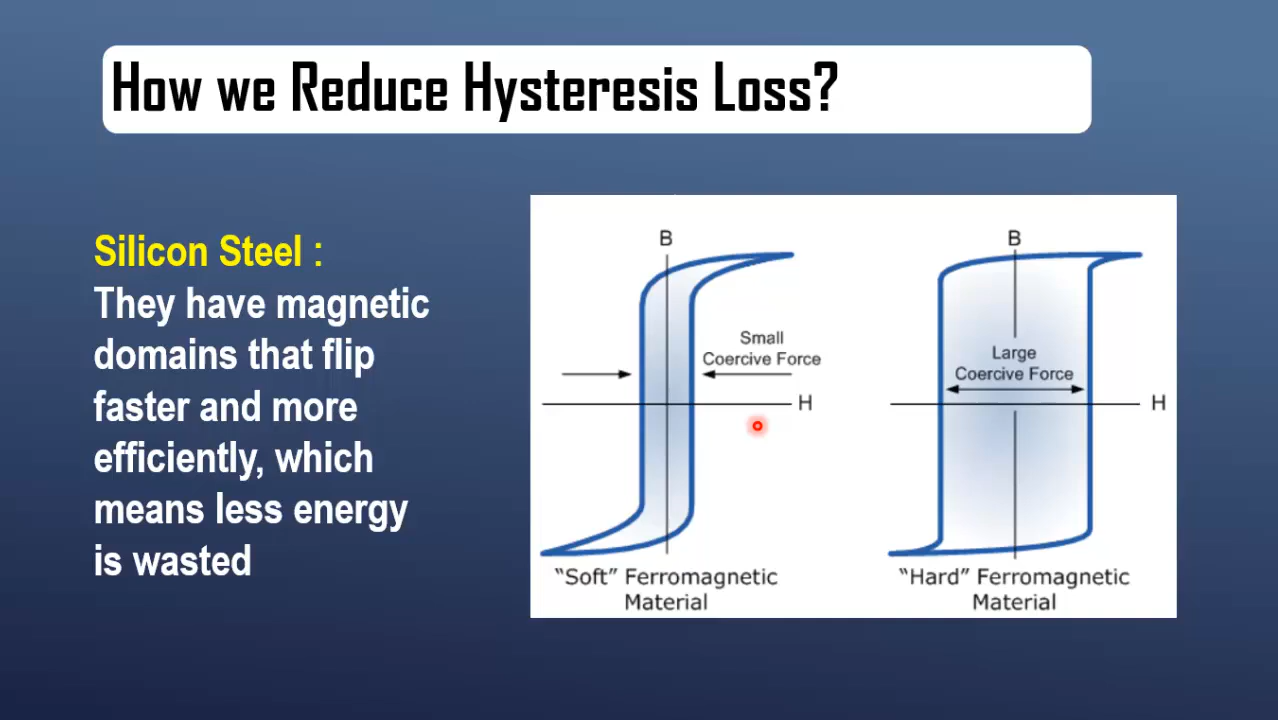 How we Reduce Hysteresis Loss?
Silicon Steel :
They have magnetic
domains that flip
faster and more
efficiently, which
means less energy
is wasted
B
Small
Coercive Force
H
“Soft” Ferromagnetic
Material
B
Large
Coercive Force
H
“Hard” Ferromagnetic
Material